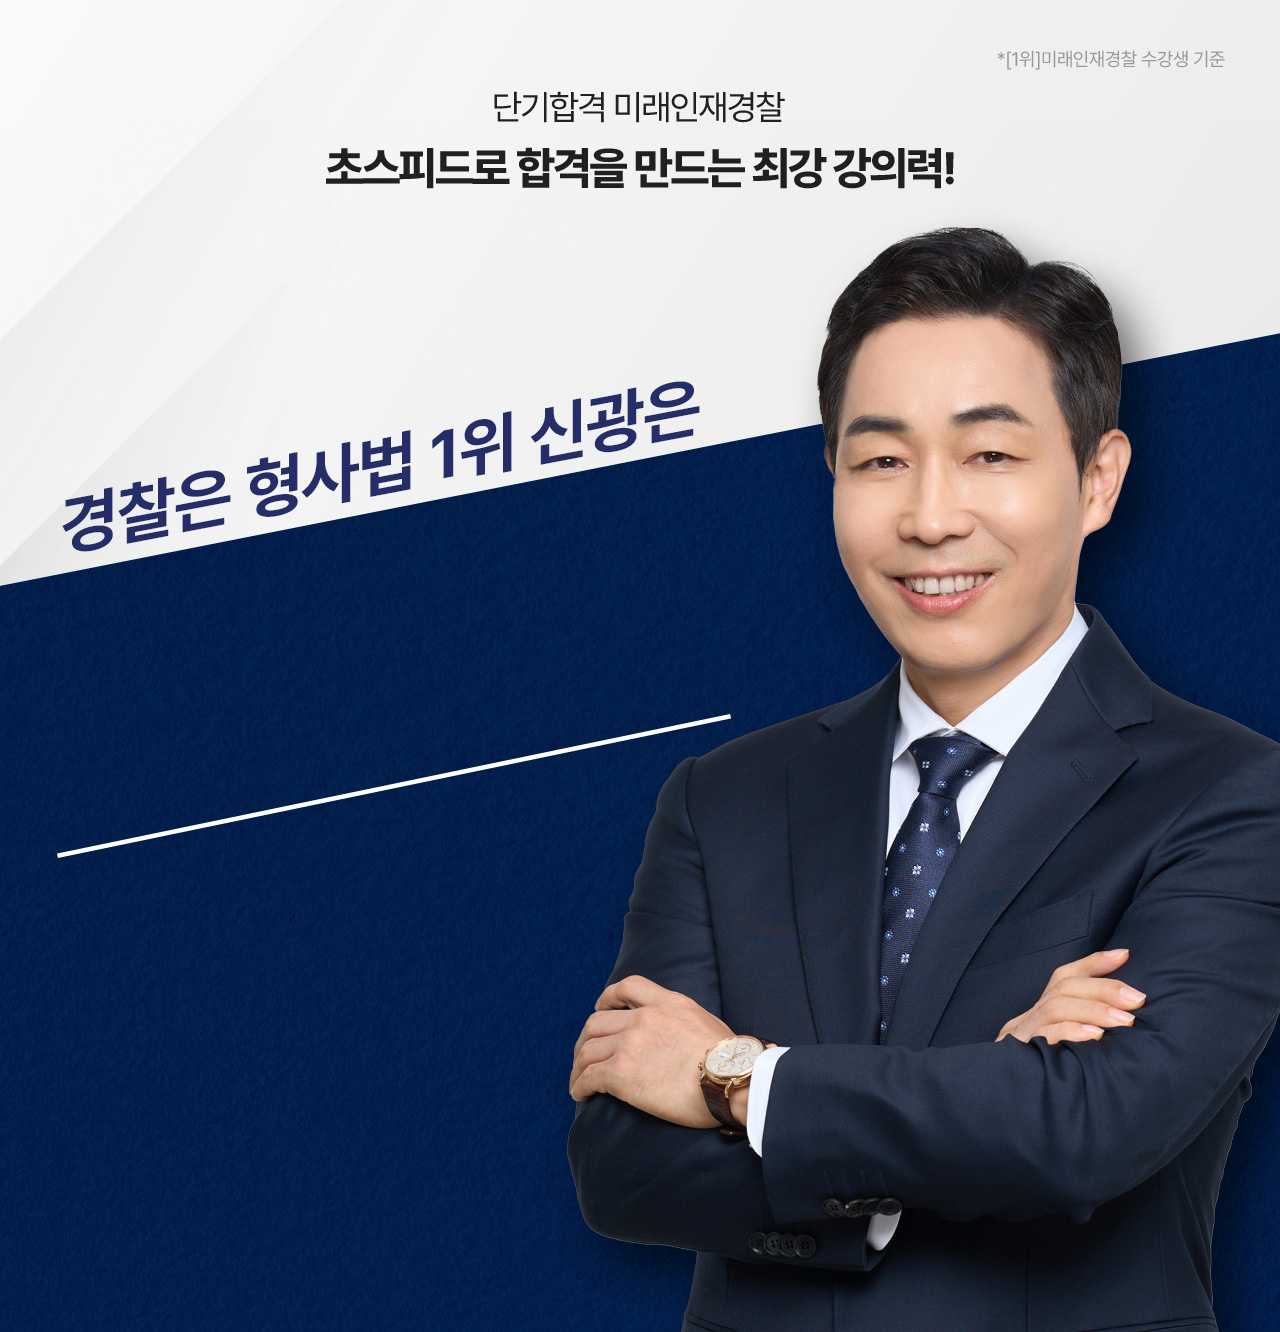 *[1위]미래인재경찰 수강생 기준
단기합격 미래인재경찰
초스피드로 합격을 만드는 최강 강의력!
경찰은 형사법 1위 신광은